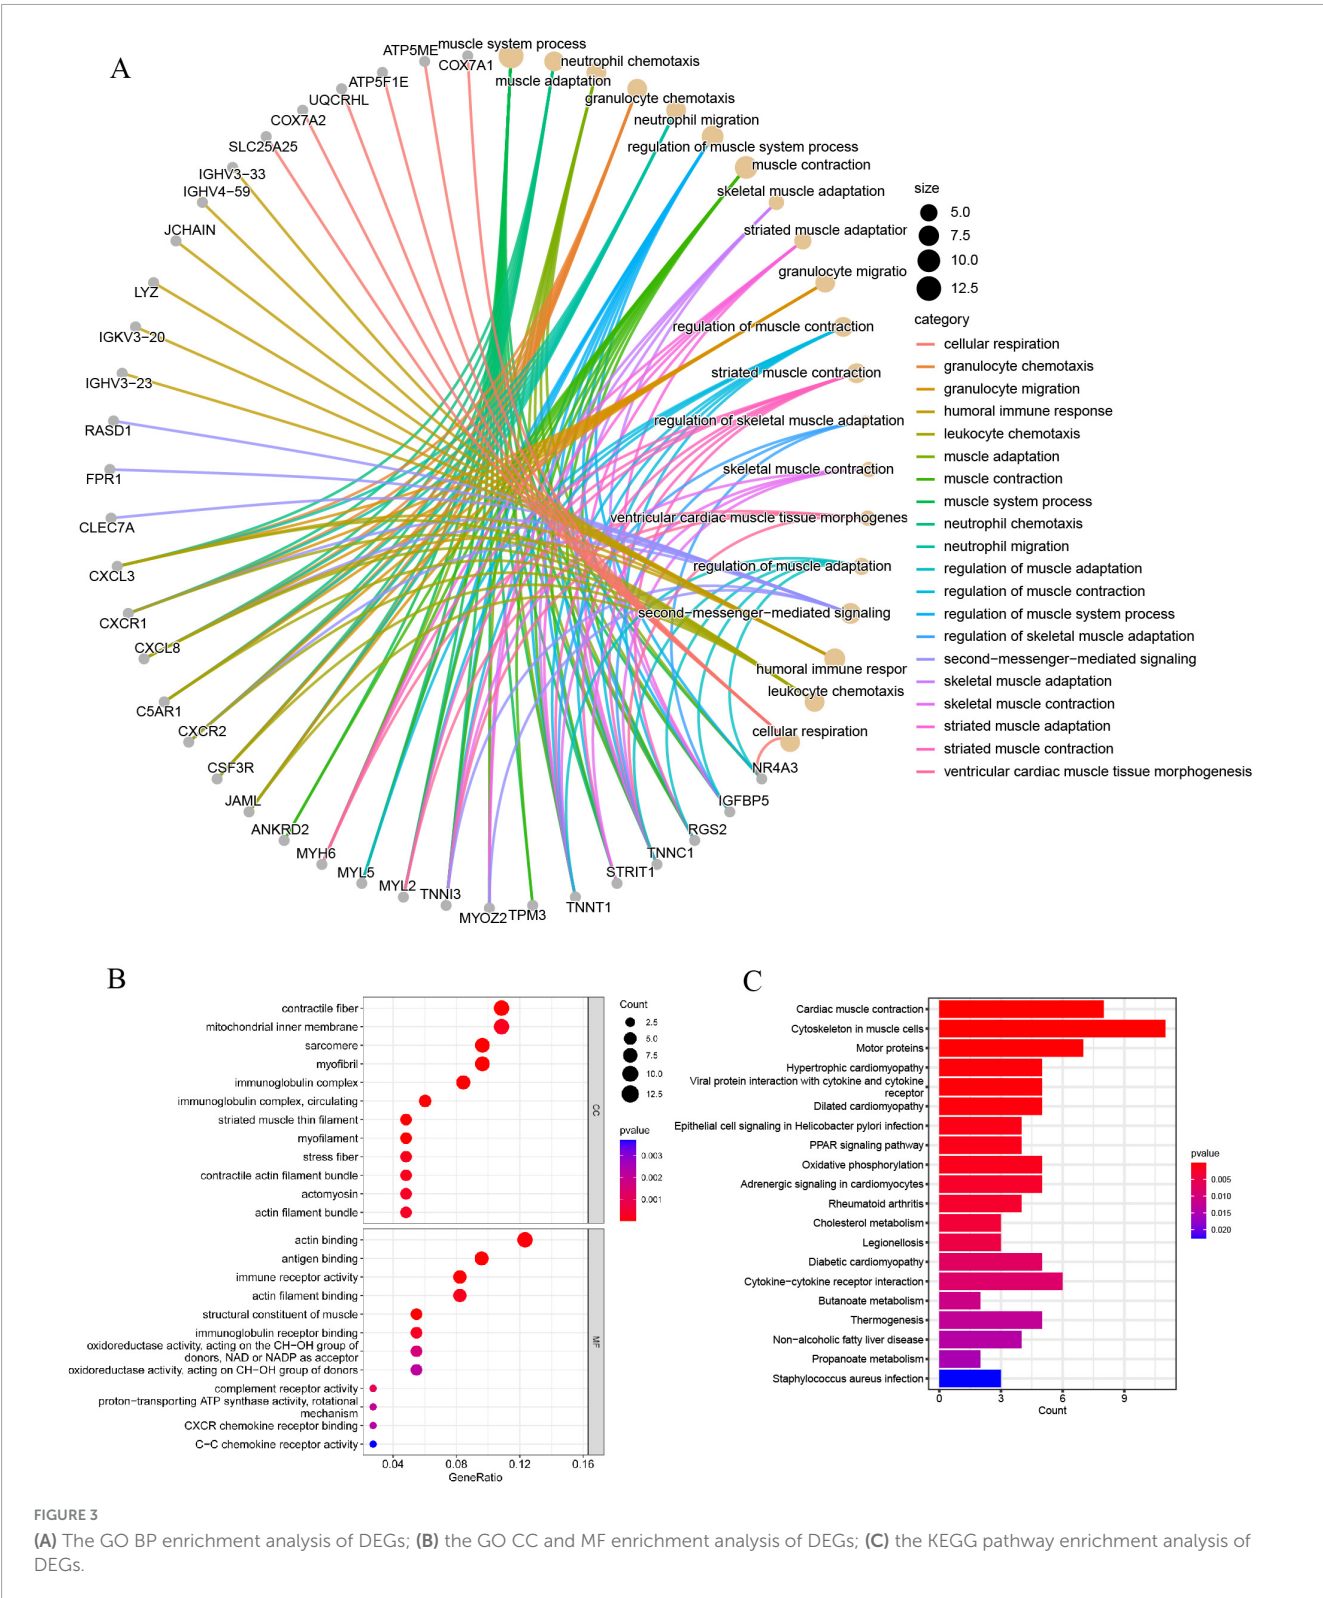 A
ATP5ME
muscle system process
COX7A1
neutrophil chemotaxis
ATP5F1E
muscle adaptation
UQCRHL
granulocyte chemotaxis
COX7A2
neutrophil migration
SLC25A25
regulation of muscle system process
IGHV3−33
muscle contraction
IGHV4−59
skeletal muscle adaptation
JCHAIN
striated muscle adaptation
LYZ
granulocyte migratio
IGKV3−20
regulation of muscle contraction
IGHV3−23
striated muscle contraction
RASD1
regulation of skeletal muscle adaptation
FPR1
skeletal muscle contraction
CLEC7A
ventricular cardiac muscle tissue morphogenes
CXCL3
regulation of muscle adaptation
CXCR1
second−messenger−mediated signaling
CXCL8
humoral immune respor
C5AR1
leukocyte chemotaxis
CXCR2
cellular respiration
CSF3R
NR4A3
JAML
IGFBP5
ANKRD2
RGS2
MYH6
TNNC1
MYL5
STRIT1
MYL2
TNNI3
MYOZ2
TPM3
TNNT1
size
5.0
7.5
10.0
12.5
category
cellular respiration
granulocyte chemotaxis
granulocyte migration
humoral immune response
leukocyte chemotaxis
muscle adaptation
muscle contraction
muscle system process
neutrophil chemotaxis
neutrophil migration
regulation of muscle adaptation
regulation of muscle contraction
regulation of muscle system process
regulation of skeletal muscle adaptation
second−messenger−mediated signaling
skeletal muscle adaptation
skeletal muscle contraction
striated muscle adaptation
striated muscle contraction
ventricular cardiac muscle tissue morphogenesis
B
contractile fiber
mitochondrial inner membrane
sarcomere
myofibril
immunoglobulin complex
immunoglobulin complex, circulating
striated muscle thin filament
myofilament
stress fiber
contractile actin filament bundle
actomyosin
actin filament bundle
CC
actin binding
antigen binding
immune receptor activity
actin filament binding
structural constituent of muscle
immunoglobulin receptor binding
oxidoreductase activity, acting on the CH−OH group of
donors, NAD or NADP as acceptor
oxidoreductase activity, acting on CH−OH group of donors
complement receptor activity
proton−transporting ATP synthase activity, rotational
mechanism
CXCR chemokine receptor binding
C−C chemokine receptor activity
MF
0.04 0.08 0.12 0.16
GeneRatio
Count
2.5
5.0
7.5
10.0
12.5
pvalue
0.003
0.002
0.001
C
Cardiac muscle contraction
Cytoskeleton in muscle cells
Motor proteins
Hypertrophic cardiomyopathy
Viral protein interaction with cytokine and cytokine
receptor
Dilated cardiomyopathy
Epithelial cell signaling in Helicobacter pylori infection
PPAR signaling pathway
Oxidative phosphorylation
Adrenergic signaling in cardiomyocytes
Rheumatoid arthritis
Cholesterol metabolism
Legionellosis
Diabetic cardiomyopathy
Cytokine−cytokine receptor interaction
Butanoate metabolism
Thermogenesis
Non−alcoholic fatty liver disease
Propanoate metabolism
Staphylococcus aureus infection
0 3 6 9
Count
pvalue
0.005
0.010
0.015
0.020
FIGURE 3
(A) The GO BP enrichment analysis of DEGs; (B) the GO CC and MF enrichment analysis of DEGs; (C) the KEGG pathway enrichment analysis of
DEGs.